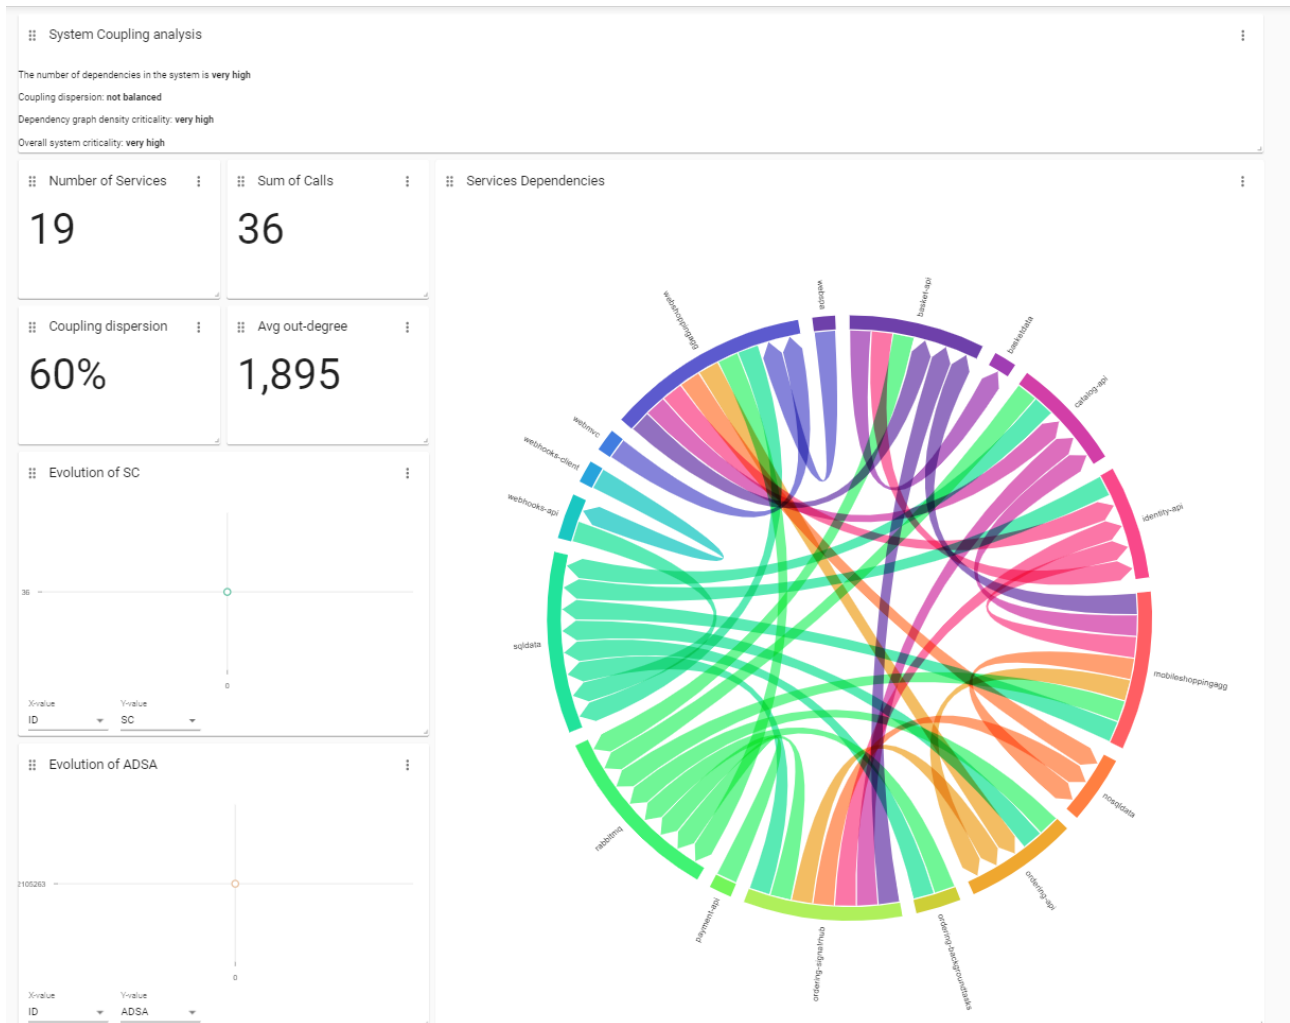 System Coupling analysis
The number of dependencies in the system is very high
Coupling dispersion: not balanced
Dependency graph density criticality: very high
Overall system criticality: very high
Number of Services
19
Sum of Calls
36
Coupling dispersion
60%
Avg out-degree
1,895
Evolution of SC
36
0
X-value
Y-value
ID
SC
Evolution of ADSA
2105263
0
X-value
Y-value
ID
ADSA
Services Dependencies
webshoppingagg
webspa
basket-api
basketdata
catalog-api
identity-api
mobileshoppingagg
nosqldata
ordering-api
ordering-backgroundtasks
ordering-signalrhub
payment-api
rabbitmq
sqldata
webhooks-api
webhooks-client
webmvc